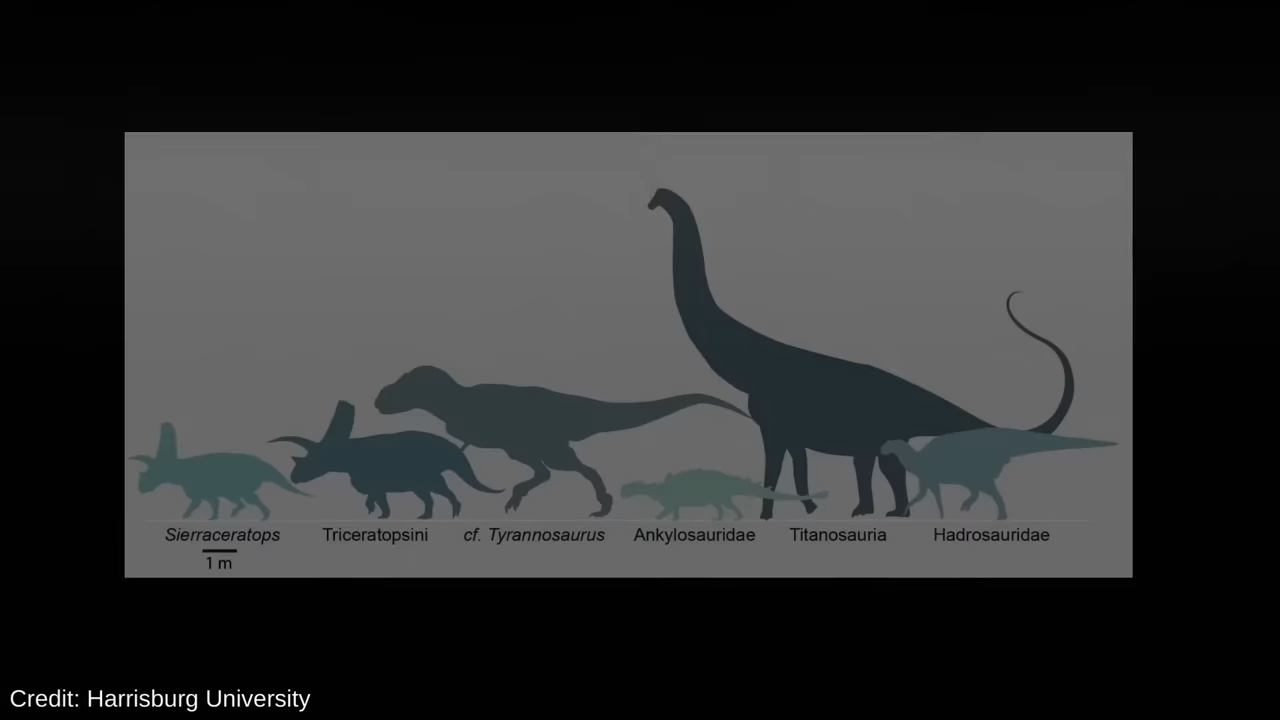 Sierraceratops Triceratopsini cf. Tyrannosaurus Ankylosauridae Titanosauria Hadrosauridae
1 m
Credit: Harrisburg University